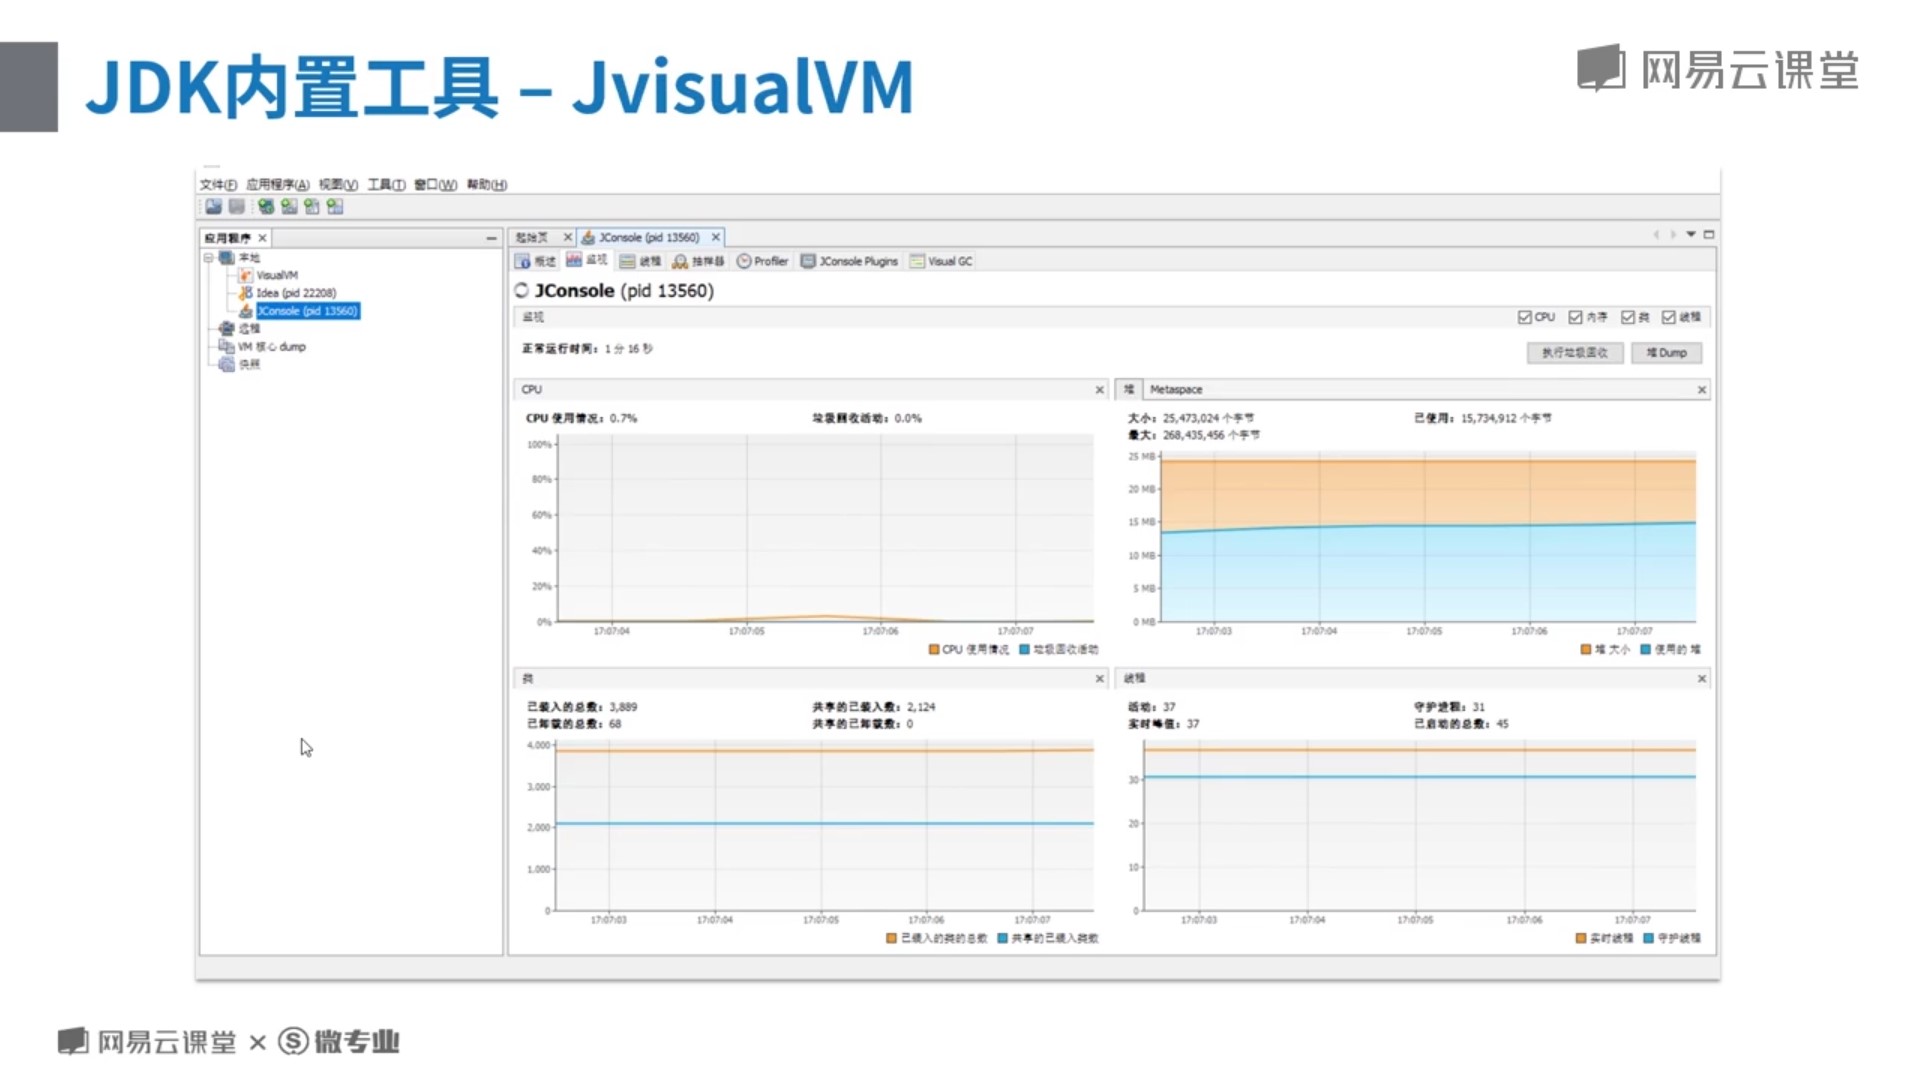 JDK内置工具 – JvisualVM
网易云课堂
文件(F) 应用程序(A) 视图(V) 工具(T) 窗口(W) 帮助(H)
应用程序
本地
VisualVM
Idea (pid 22208)
JConsole (pid 13560)
远程
VM 核心 dump
快照
起始页 JConsole (pid 13560)
概述 监视 线程 抽样器 Profiler JConsole Plugins Visual GC
JConsole (pid 13560)
监视 CPU 内存 类 线程
正常运行时间: 1 分 16 秒 执行垃圾回收 堆 Dump
CPU
CPU 使用情况: 0.7% 垃圾回收活动: 0.0%
100%
80%
60%
40%
20%
0%
17:07:04 17:07:05 17:07:06 17:07:07
CPU 使用情况 垃圾回收活动
堆 Metaspace
大小: 25,473,024 个字节 已使用: 15,734,912 个字节
最大: 268,435,456 个字节
25 MB
20 MB
15 MB
10 MB
5 MB
0 MB
17:07:03 17:07:04 17:07:05 17:07:06 17:07:07
堆 大小 使用的 堆
类
已装入的总数: 3,889 共享的已装入数: 2,124
已卸载的总数: 68 共享的已卸载数: 0
4,000
3,000
2,000
1,000
0
17:07:03 17:07:04 17:07:05 17:07:06 17:07:07
已装入的类的总数 共享的已装入类数
线程
活动: 37 守护进程: 31
实时峰值: 37 已启动的总数: 45
30
20
10
0
17:07:03 17:07:04 17:07:05 17:07:06 17:07:07
实时线程 守护线程
网易云课堂 × S 微专业